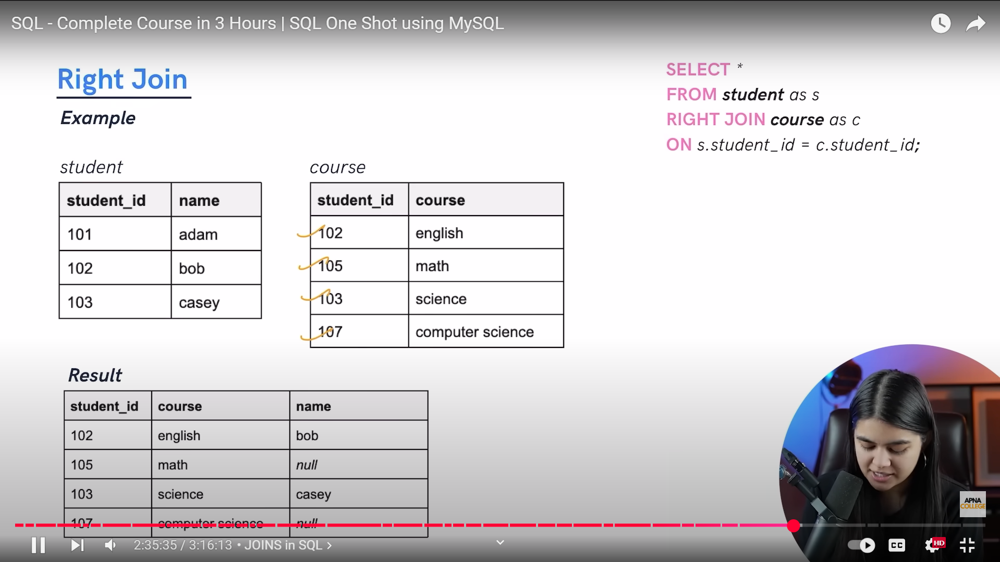 SQL - Complete Course in 3 Hours | SQL One Shot using MySQL
Right Join
Example
SELECT *
FROM student as s
RIGHT JOIN course as c
ON s.student_id = c.student_id;
student
student_id name
101 adam
102 bob
103 casey
course
student_id course
102 english
105 math
103 science
107 computer science
Result
student_id course name
102 english bob
105 math null
103 science casey
107 computer science null
APNA
COLLEGE
2:35:35 / 3:16:13 • JOINS in SQL >
CC
HD